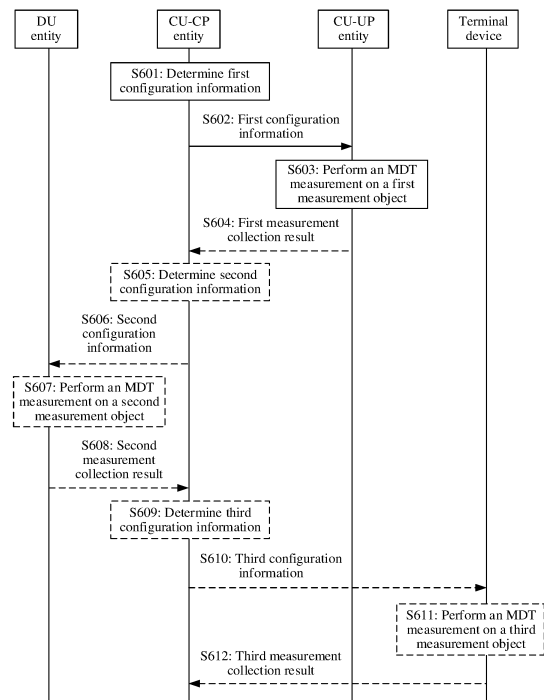 DU
entity
CU-CP
entity
CU-UP
entity
Terminal
device
S601: Determine first
configuration information
S602: First configuration
information
S603: Perform an MDT
measurement on a first
measurement object
S604: First measurement
collection result
S605: Determine second
configuration information
S606: Second
configuration
information
S607: Perform an MDT
measurement on a second
measurement object
S608: Second
measurement
collection result
S609: Determine third
configuration information
S610: Third configuration
information
S611: Perform an MDT
measurement on a third
measurement object
S612: Third measurement
collection result